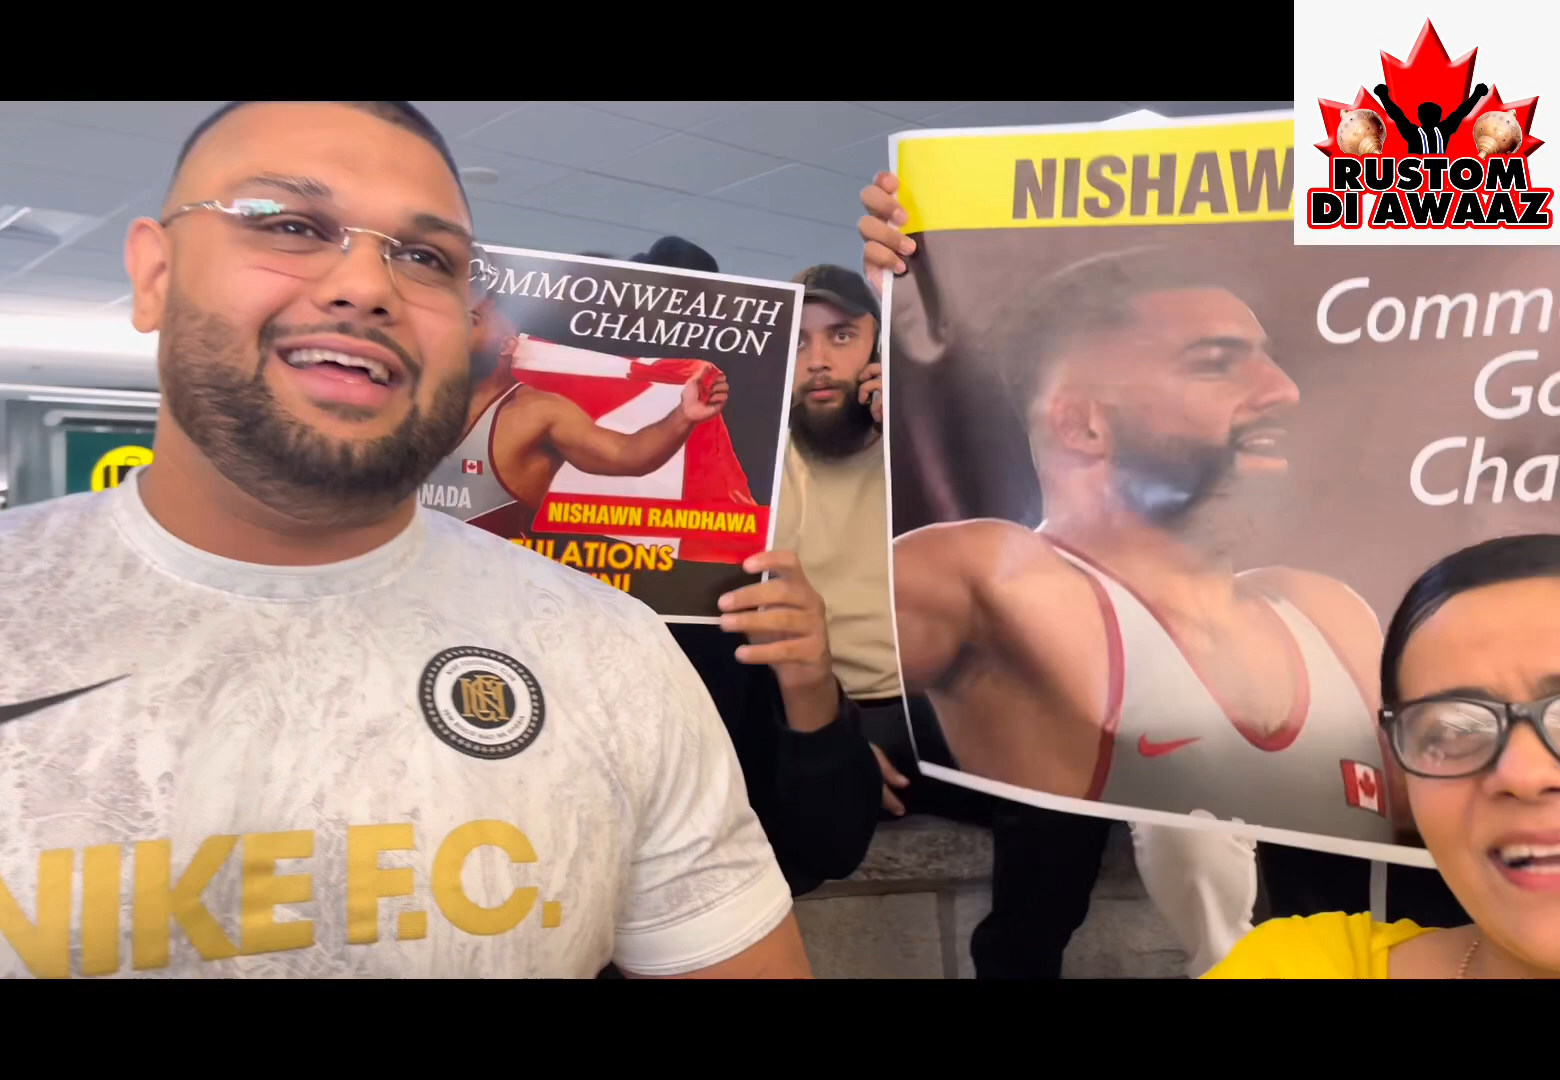 RUSTOM
DI AWAAZ
NISHAW
COMMONWEALTH
CHAMPION
Comm
Go
Cha
NADA
NISHAWN RANDHAWA
ULATIONS
NIKE F.C.